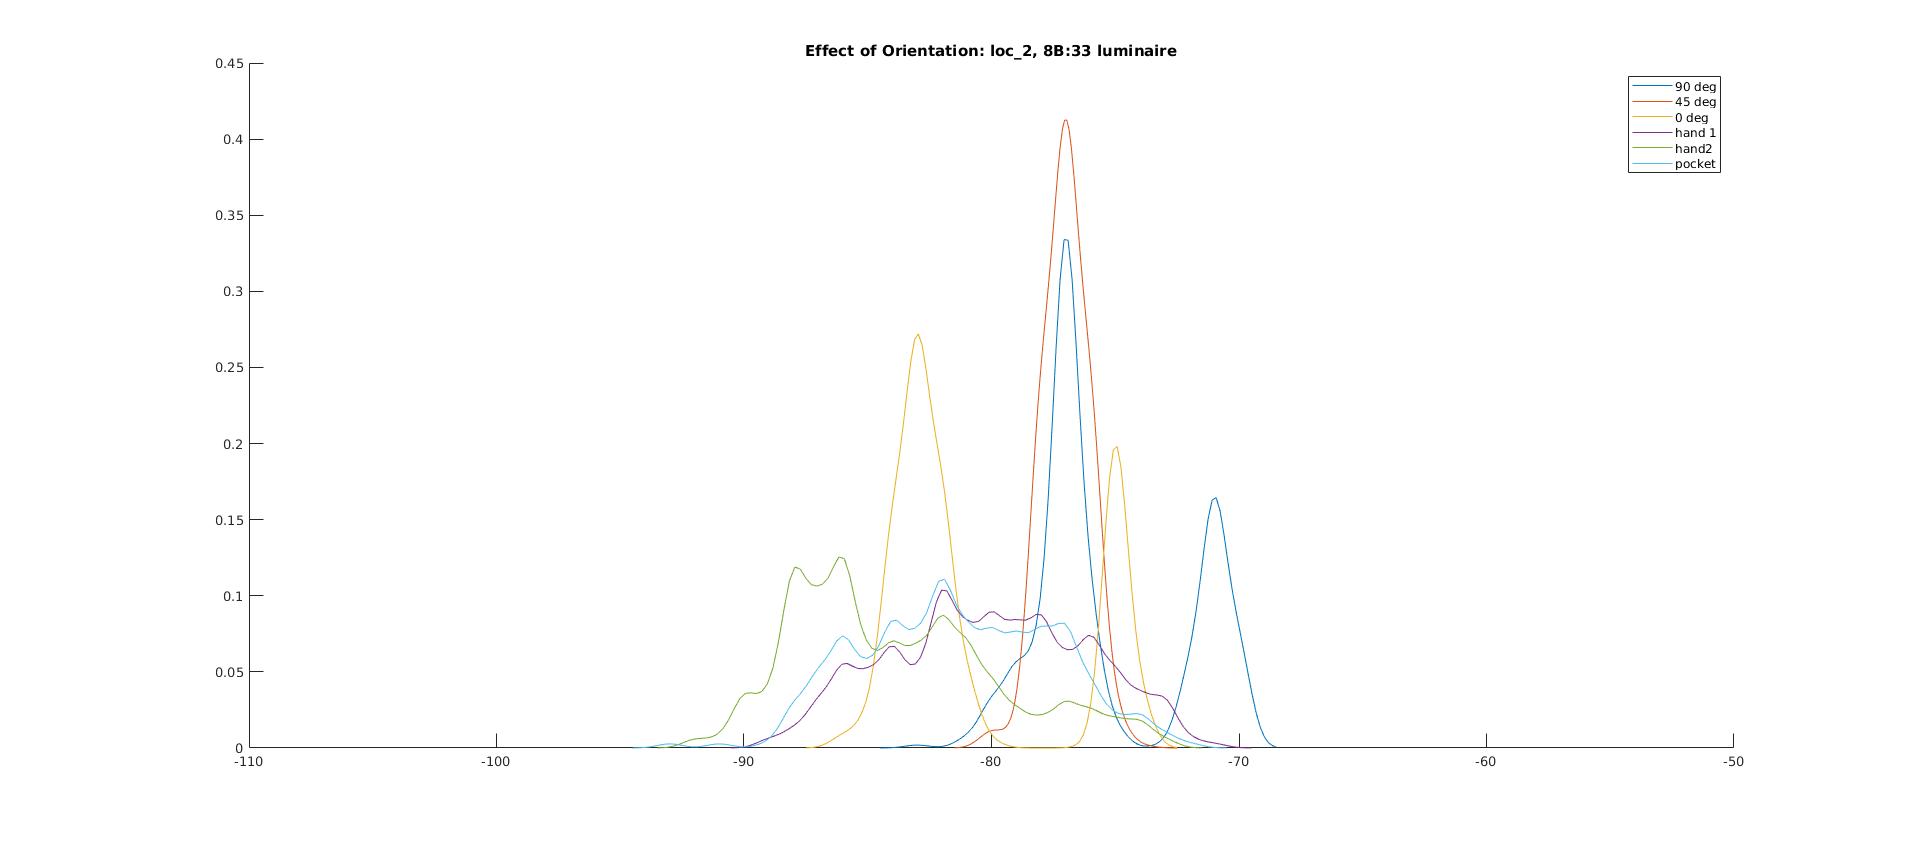 Effect of Orientation: loc_2, 8B:33 luminaire
0.45
0.4
0.35
0.3
0.25
0.2
0.15
0.1
0.05
0
-110
-100
-90
-80
-70
-60
-50
90 deg
45 deg
0 deg
hand 1
hand2
pocket